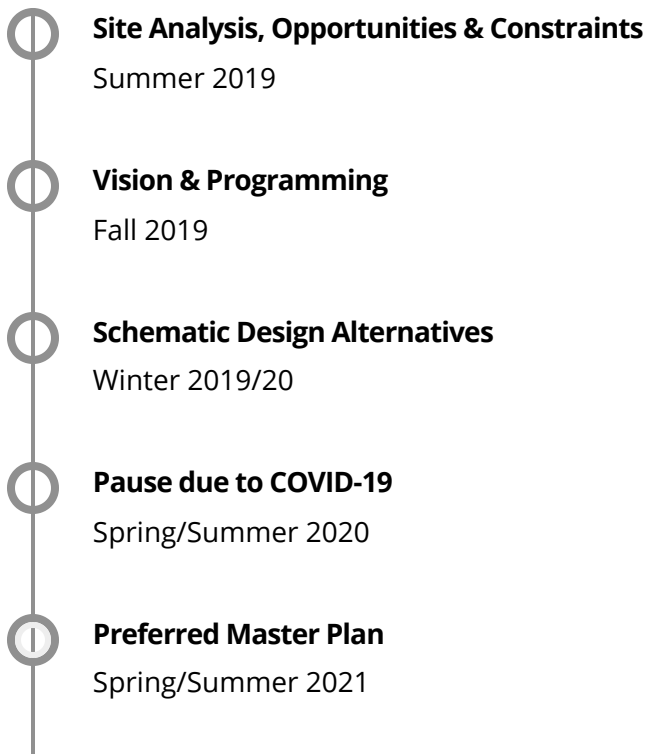 Site Analysis, Opportunities & Constraints
Summer 2019
Vision & Programming
Fall 2019
Schematic Design Alternatives
Winter 2019/20
Pause due to COVID-19
Spring/Summer 2020
Preferred Master Plan
Spring/Summer 2021